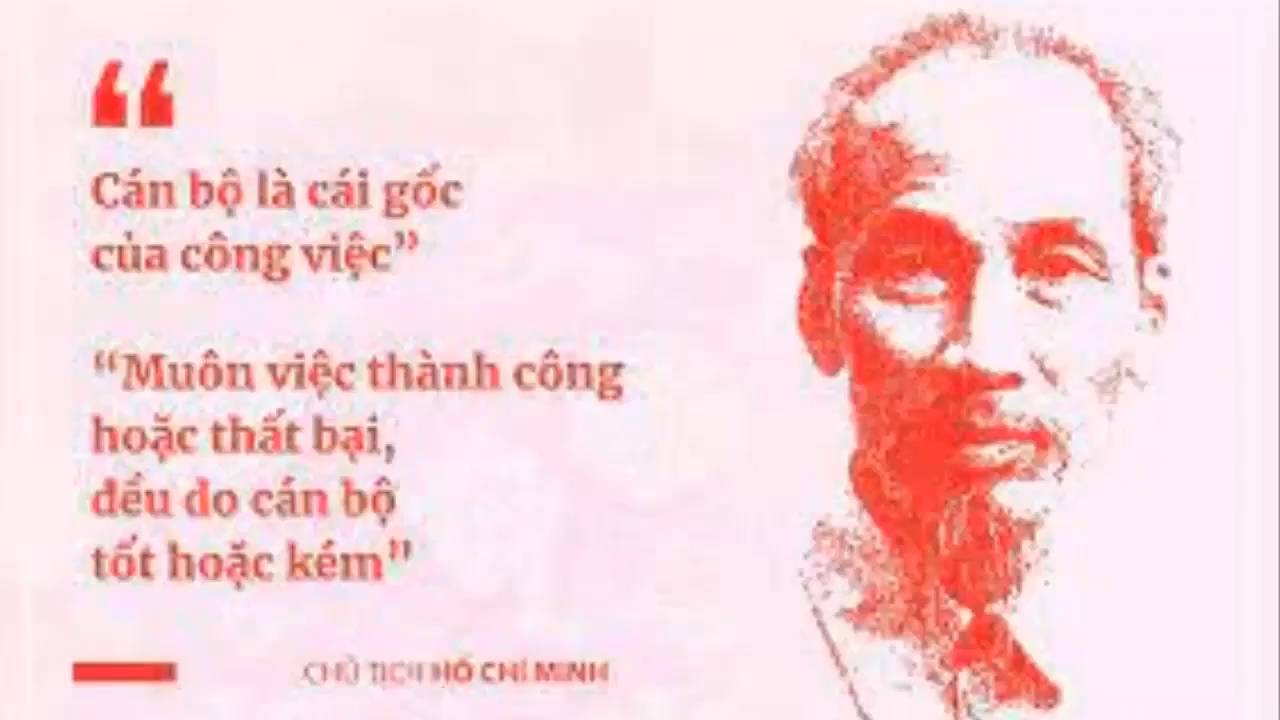 “
Cán bộ là cái gốc
của công việc”
“Muôn việc thành công
hoặc thất bại,
đều do cán bộ
tốt hoặc kém”
CHỦ TỊCH HỒ CHÍ MINH